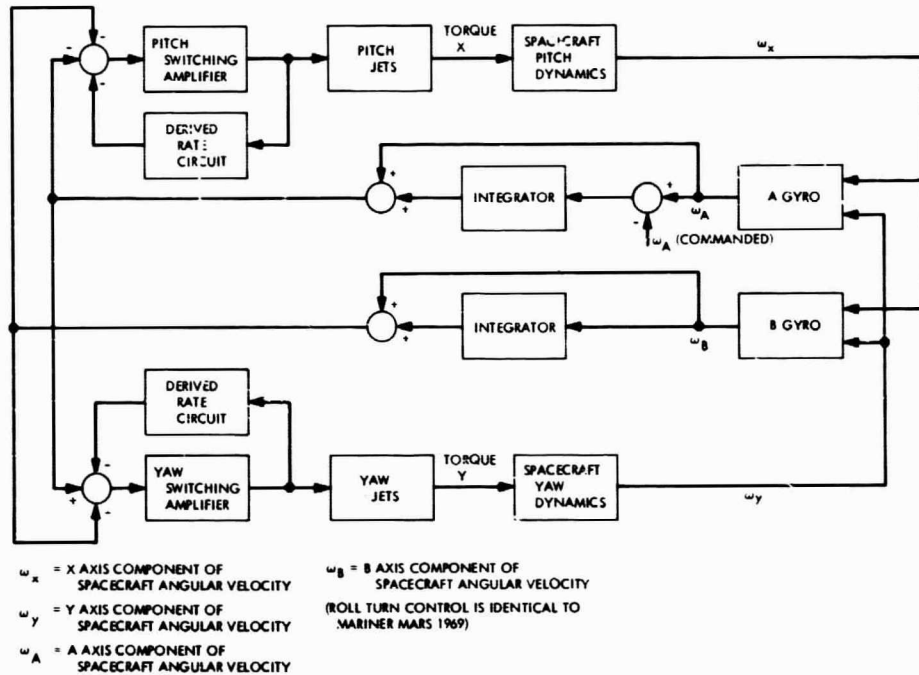 PITCH
SWITCHING
AMPLIFIER
PITCH
JETS
TORQUE
X
SPACECRAFT
PITCH
DYNAMICS
ωx
DERIVED
RATE
CIRCUIT
-
-
-
+
+
INTEGRATOR
+
-
ωA
ωA (COMMANDED)
A GYRO
+
+
INTEGRATOR
ωB
B GYRO
DERIVED
RATE
CIRCUIT
-
+
-
YAW
SWITCHING
AMPLIFIER
YAW
JETS
TORQUE
Y
SPACECRAFT
YAW
DYNAMICS
ωy
ωx = X AXIS COMPONENT OF
SPACECRAFT ANGULAR VELOCITY
ωy = Y AXIS COMPONENT OF
SPACECRAFT ANGULAR VELOCITY
ωA = A AXIS COMPONENT OF
SPACECRAFT ANGULAR VELOCITY
ωB = B AXIS COMPONENT OF
SPACECRAFT ANGULAR VELOCITY
(ROLL TURN CONTROL IS IDENTICAL TO
MARINER MARS 1969)